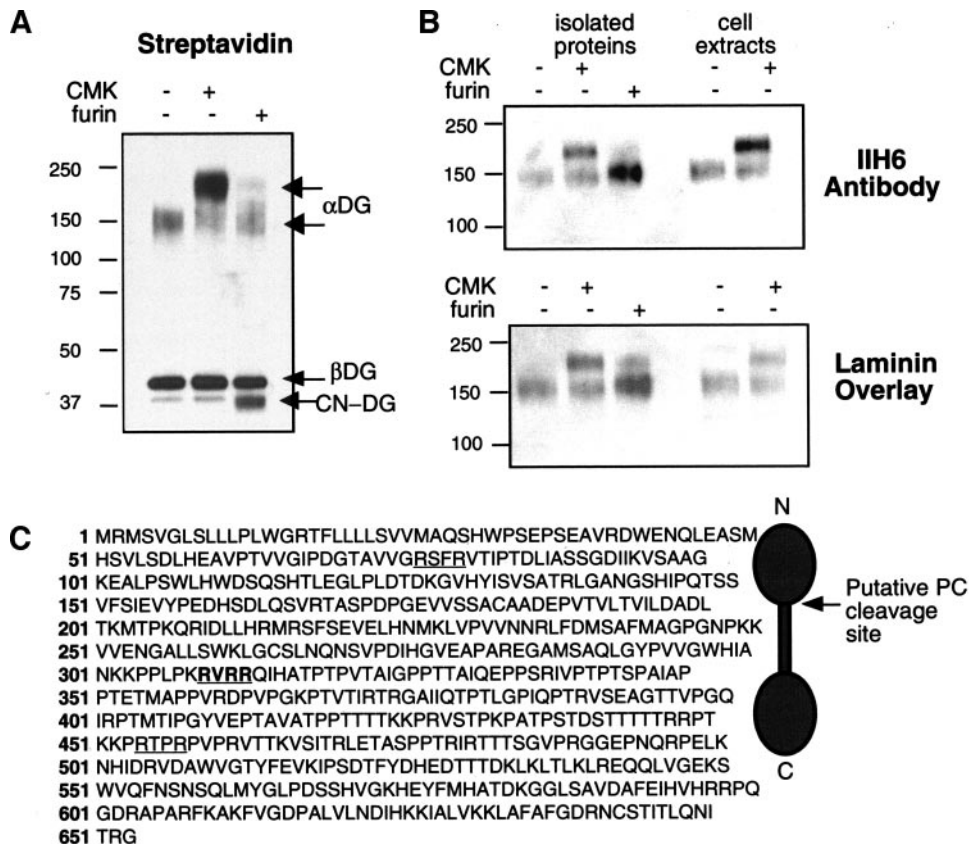 A
Streptavidin
CMK - + -
furin - - +
250
150
100
75
50
37
αDG
βDG
CN–DG
B
isolated proteins
cell extracts
CMK - + - - +
furin - - + - -
250
150
100
IIH6 Antibody
CMK - + - - +
furin - - + - -
250
150
100
Laminin Overlay
C
1 MRMSVGLSLLLPLWGRTFLLLLSVVMAQSHWPSEPSEAVRDWENQLEASM
51 HSVLSDLHEAVPTVVGIPDGTAVVGRSFRVTIPTDLIASSGDIIKVSAAG
101 KEALPSWLHWDSQSHTLEGLPLDTDKGVHYISVSATRLGANGSHIPQTSS
151 VFSIEVYPEDHSDLQSVRTASPDPGEVVSSACAADEPVTVLTVILDADL
201 TKMTPKQRIDLLHRMRSFSEVELHNMKLVPVVNNRLFDMSAFMAGPGNPKK
251 VVENGALLSWKLGCSLNQNSVPDIHGVEAPAREGAMSAQLGYPVVGWHIA
301 NKKPPLPKRVRRQIHATPTPVTAIGPPTTAIQEPPSRIVPTPTSPAIAP
351 PTETMAPPVRDPVPGKPTVTIRTRGAIIQTPTLGPIQPTRVSEAGTTVPGQ
401 IRPTMTIPGYVEPTAVATPPTTTTKKPRVSTPKPATPSTDSTTTTTRRPT
451 KKPRTPRPVPRVTTKVSITRLETASPPTRIRTTTSGVPRGGEPNQRPELK
501 NHIDRVDAWVGTYFEVKIPSDTFYDHEDTTTDKLKLTLKLREQQLVGEKS
551 WVQFNSNSQLMYGLPDSSHVGKHEYFMHATDKGGLSAVDAFEIHVHRRPQ
601 GDRAPARFKAKFVGDPALVLNDIHKKIALVKKLAFAFGDRNCSTITLQNI
651 TRG
N
Putative PC
cleavage
site
C